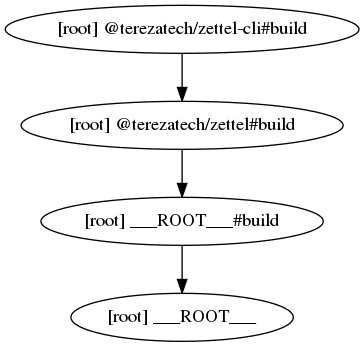 [root] @terezatech/zettel-cli#build
[root] @terezatech/zettel#build
[root] ___ROOT___#build
[root] ___ROOT___